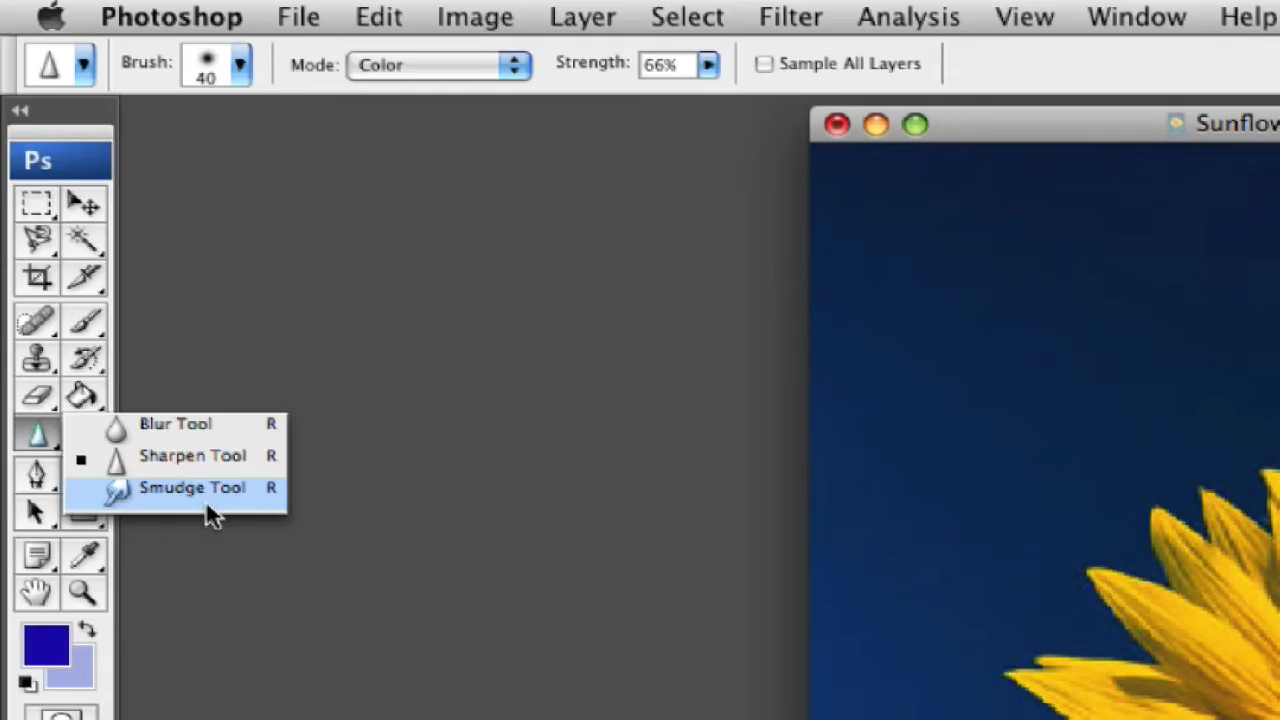 Photoshop File Edit Image Layer Select Filter Analysis View Window Help
Brush: 40 Mode: Color Strength: 66% Sample All Layers
Sunflow
Ps
Blur Tool R
Sharpen Tool R
Smudge Tool R